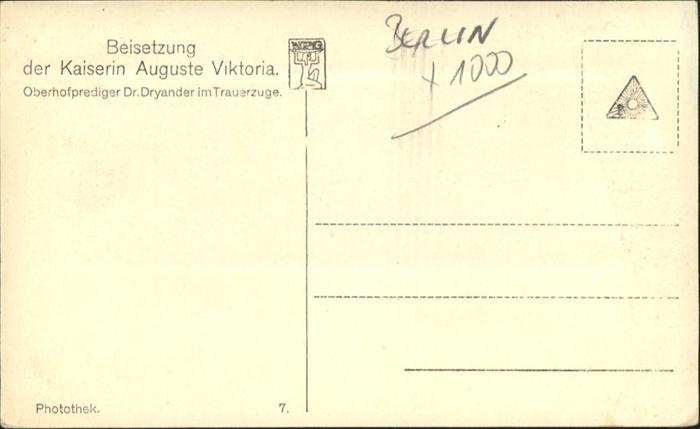 Beisetzung
der Kaiserin Auguste Viktoria.
Oberhofprediger Dr. Dryander im Trauerzuge.
NPG
BERLIN
+1000
Photothek.
7.